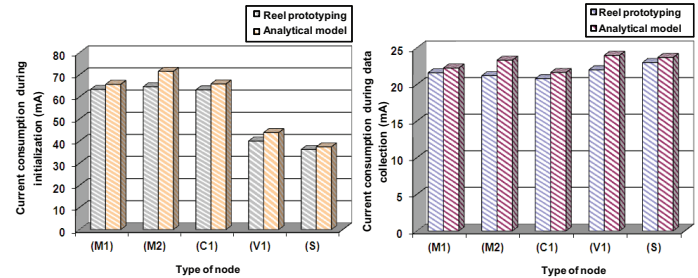 Reel prototyping
Analytical model
Current consumption during
initialization (mA)
80
70
60
50
40
30
20
10
0
(M1) (M2) (C1) (V1) (S)
Type of node
Reel prototyping
Analytical model
Current consumption during data
collection (mA)
25
20
15
10
5
0
(M1) (M2) (C1) (V1) (S)
Type of node